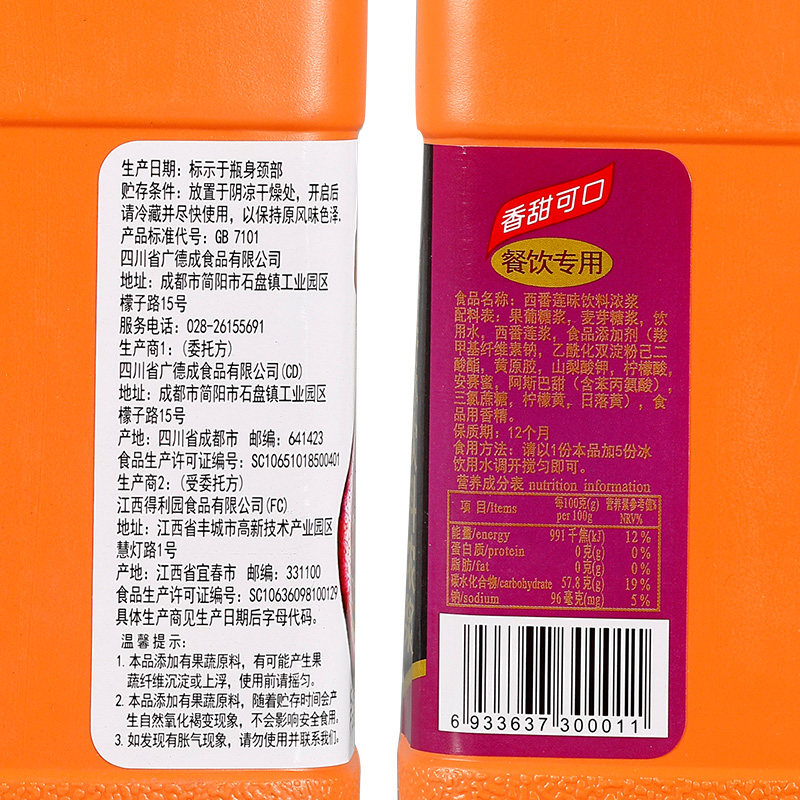 生产日期：标示于瓶身颈部
贮存条件：放置于阴凉干燥处，开启后
请冷藏并尽快使用，以保持原风味色泽.
产品标准代号：GB 7101
四川省广德成食品有限公司
地址：成都市简阳市石盘镇工业园区
檬子路15号
服务电话：028-26155691
生产商1：(委托方)
四川省广德成食品有限公司(CD)
地址：成都市简阳市石盘镇工业园区
檬子路15号
产地：四川省成都市 邮编：641423
食品生产许可证编号：SC10651018500401
生产商2：(受委托方)
江西得利园食品有限公司(FC)
地址：江西省丰城市高新技术产业园区
慧灯路1号
产地：江西省宜春市 邮编：331100
食品生产许可证编号：SC10636098100129
具体生产商见生产日期后字母代码。
温馨提示：
1. 本品添加有果蔬原料，有可能产生果
蔬纤维沉淀或上浮，使用前请摇匀。
2. 本品添加有果蔬原料，随着贮存时间会产
生自然氧化褐变现象，不会影响安全食用。
3. 如发现有胀气现象，请勿使用并联系我们。
香甜可口
餐饮专用
食品名称：西番莲味饮料浓浆
配料表：果葡糖浆，麦芽糖浆，饮
用水，西番莲浆，食品添加剂（羧
甲基纤维素钠，乙酰化双淀粉己二
酸酯，黄原胶，山梨酸钾，柠檬酸，
安赛蜜，阿斯巴甜（含苯丙氨酸），
三氯蔗糖，柠檬黄，日落黄），食
品用香精。
保质期：12个月
食用方法：请以1份本品加5份冰
饮用水调开搅匀即可。
营养成分表 nutrition information
项 目/Items 每100克(g) per 100g 营养素参考值% NRV%
能量/energy 991千焦(kJ) 12%
蛋白质/protein 0克(g) 0%
脂肪/fat 0克(g) 0%
碳水化合物/carbohydrate 57.8克(g) 19%
钠/sodium 96毫克(mg) 5%
6 933637 300011